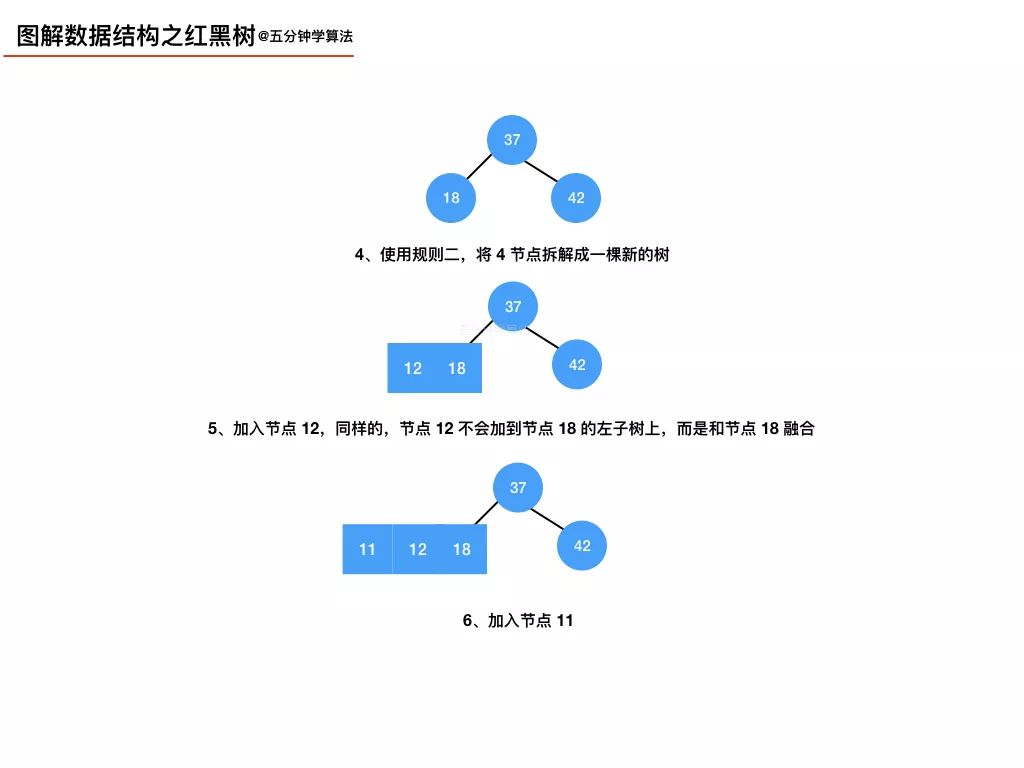 图解数据结构之红黑树@五分钟学算法
37
18 42
4、使用规则二，将 4 节点拆解成一棵新的树
37
12 18 42
5、加入节点 12，同样的，节点 12 不会加到节点 18 的左子树上，而是和节点 18 融合
37
11 12 18 42
6、加入节点 11